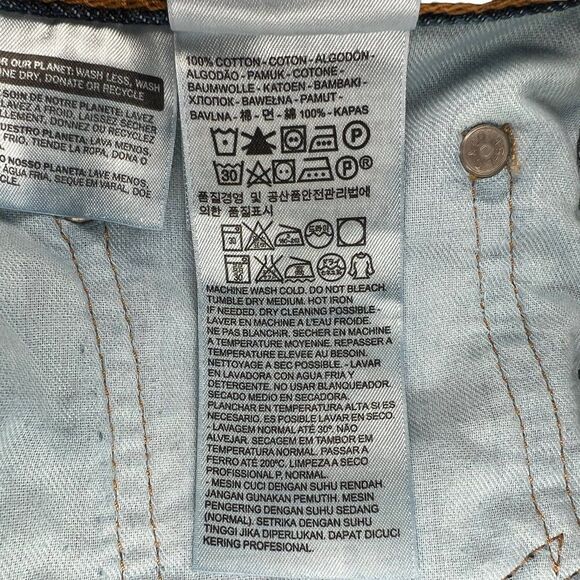 OR OUR PLANET: WASH LESS, WASH
INE DRY, DONATE OR RECYCLE
SOIN DE NOTRE PLANETE: LAVEZ
LAVEZ À FROID, LAISSEZ SÉCHER
ELLEMENT, DONNEZ OU RECYCLEZ
UESTRO PLANETA: LAVA MENOS,
FRIO, TIENDE LA ROPA, DONA O
NOSSO PLANETA: LAVE MENOS,
ÁGUA FRIA, SEQUE EM VARAL, DOE
CLE.
100% COTTON - COTON - ALGODÓN -
ALGODÃO - PAMUK - COTONE -
BAUMWOLLE - KATOEN - BAMBAKI -
ХЛОПОК - BAWEŁNA - PAMUT -
BAVLNA - 棉 - 면 - 綿 100% - KAPAS
P
30 P®
품질경영 및 공산품안전관리법에
의한 품질표시
MACHINE WASH COLD. DO NOT BLEACH.
TUMBLE DRY MEDIUM. HOT IRON
IF NEEDED. DRY CLEANING POSSIBLE -
LAVER EN MACHINE A L'EAU FROIDE.
NE PAS BLANCHIR. SECHER EN MACHINE
A TEMPERATURE MOYENNE. REPASSER A
TEMPERATURE ELEVEE AU BESOIN.
NETTOYAGE A SEC POSSIBLE. - LAVAR
EN LAVADORA CON AGUA FRIA Y
DETERGENTE. NO USAR BLANQUEADOR.
SECADO MEDIO EN SECADORA.
PLANCHAR EN TEMPERATURA ALTA SI ES
NECESARIO. ES POSIBLE LAVAR EN SECO.
- LAVAGEM NORMAL ATÉ 30º. NÃO
ALVEJAR. SECAGEM EM TAMBOR EM
TEMPERATURA NORMAL. PASSAR A
FERRO ATÉ 200ºC. LIMPEZA A SECO
PROFISSIONAL P, NORMAL.
- MESIN CUCI DENGAN SUHU RENDAH.
JANGAN GUNAKAN PEMUTIH. MESIN
DENGAN SUHU SEDANG
(NORMAL). SETRIKA DENGAN SUHU
TINGGI JIKA DIPERLUKAN. DAPAT DICUCI
KERING PROFESIONAL.